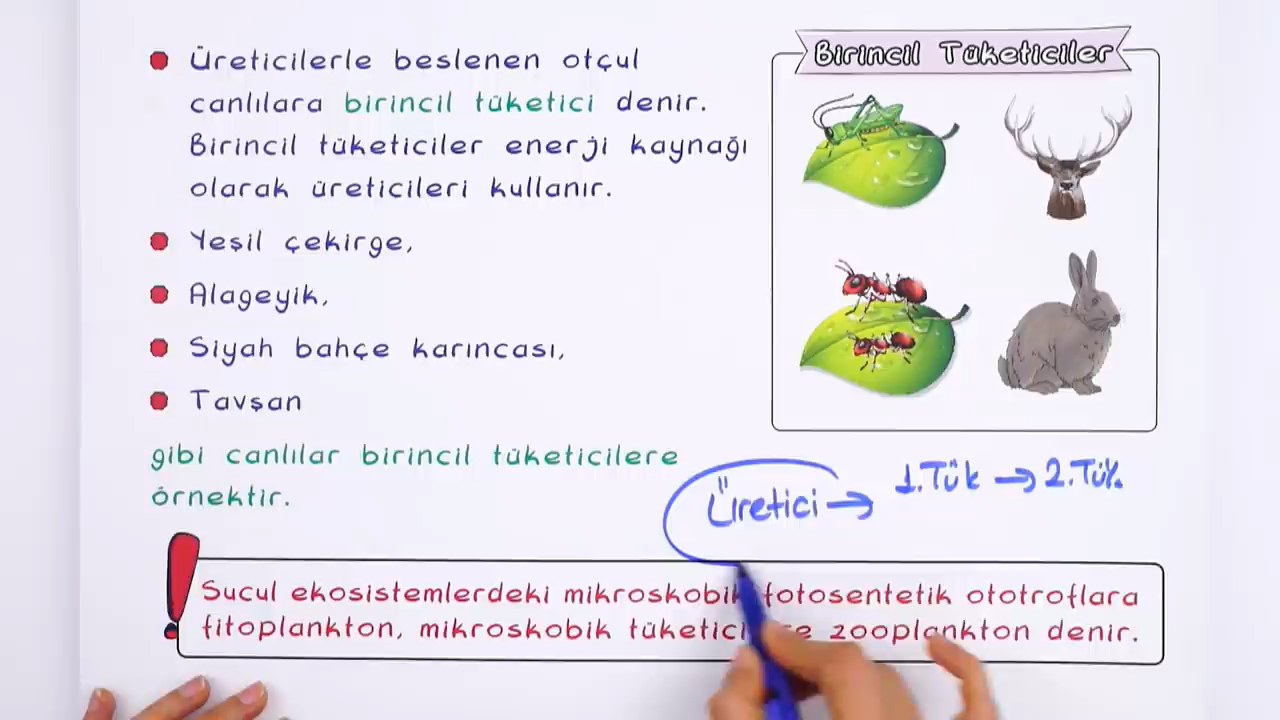 Üreticilerle beslenen otçul
canlılara birincil tüketici denir.
Birincil tüketiciler enerji kaynağı
olarak üreticileri kullanır.
Yeşil çekirge,
Alageyik,
Siyah bahçe karıncası,
Tavşan
gibi canlılar birincil tüketicilere
örnektir.
Birincil Tüketiciler
Üretici → 1.Tük → 2.Tük
Sucul ekosistemlerdeki mikroskobik fotosentetik ototroflara
fitoplankton, mikroskobik zooplankton denir.